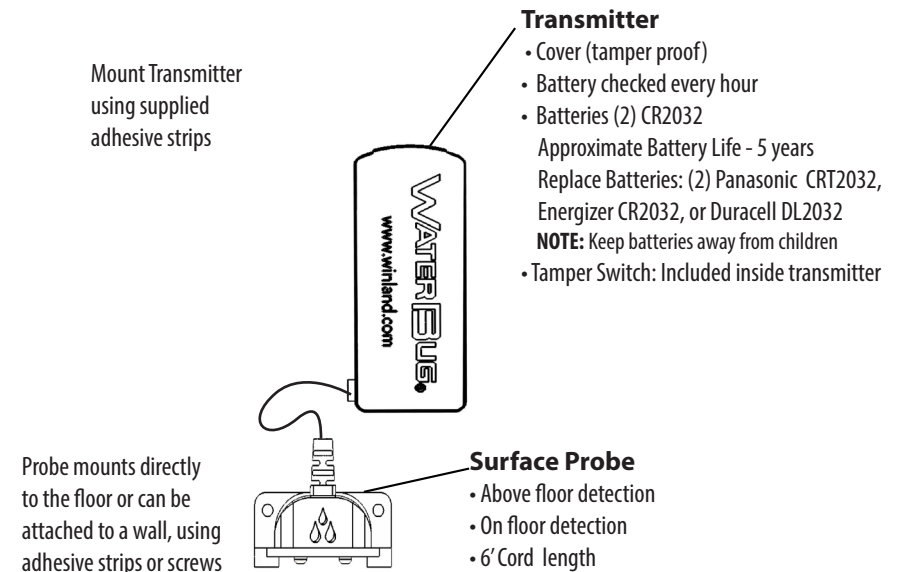 Transmitter
• Cover (tamper proof)
• Battery checked every hour
• Batteries (2) CR2032
Approximate Battery Life - 5 years
Replace Batteries: (2) Panasonic CRT2032,
Energizer CR2032, or Duracell DL2032
NOTE: Keep batteries away from children
• Tamper Switch: Included inside transmitter
Mount Transmitter
using supplied
adhesive strips
WATERBUG®
www.winland.com
Surface Probe
• Above floor detection
• On floor detection
• 6' Cord length
Probe mounts directly
to the floor or can be
attached to a wall, using
adhesive strips or screws